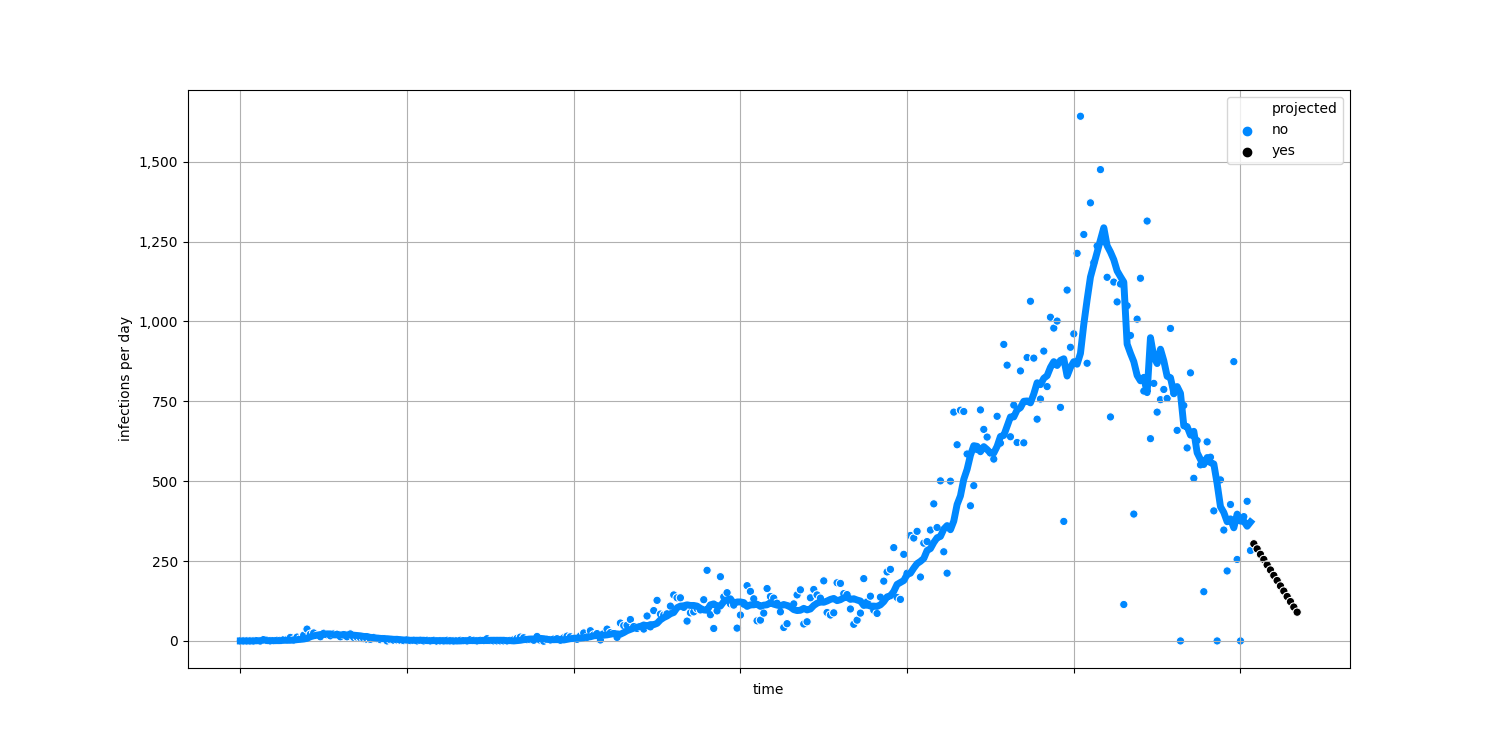 projected
no
yes
1,500
1,250
1,000
750
500
250
0
infections per day
time